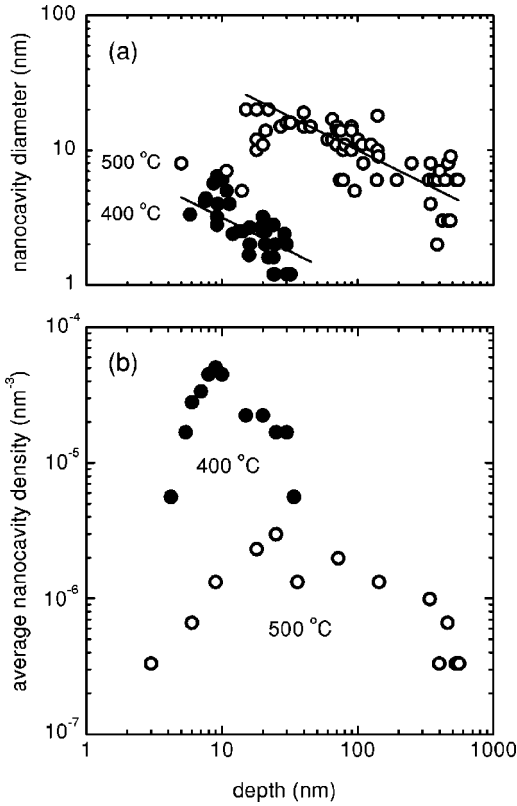 100
(a)
10
500 °C
400 °C
1
nanocavity diameter (nm)
10⁻⁴
(b)
400 °C
10⁻⁵
10⁻⁶
500 °C
10⁻⁷
average nanocavity density (nm⁻³)
1 10 100 1000
depth (nm)